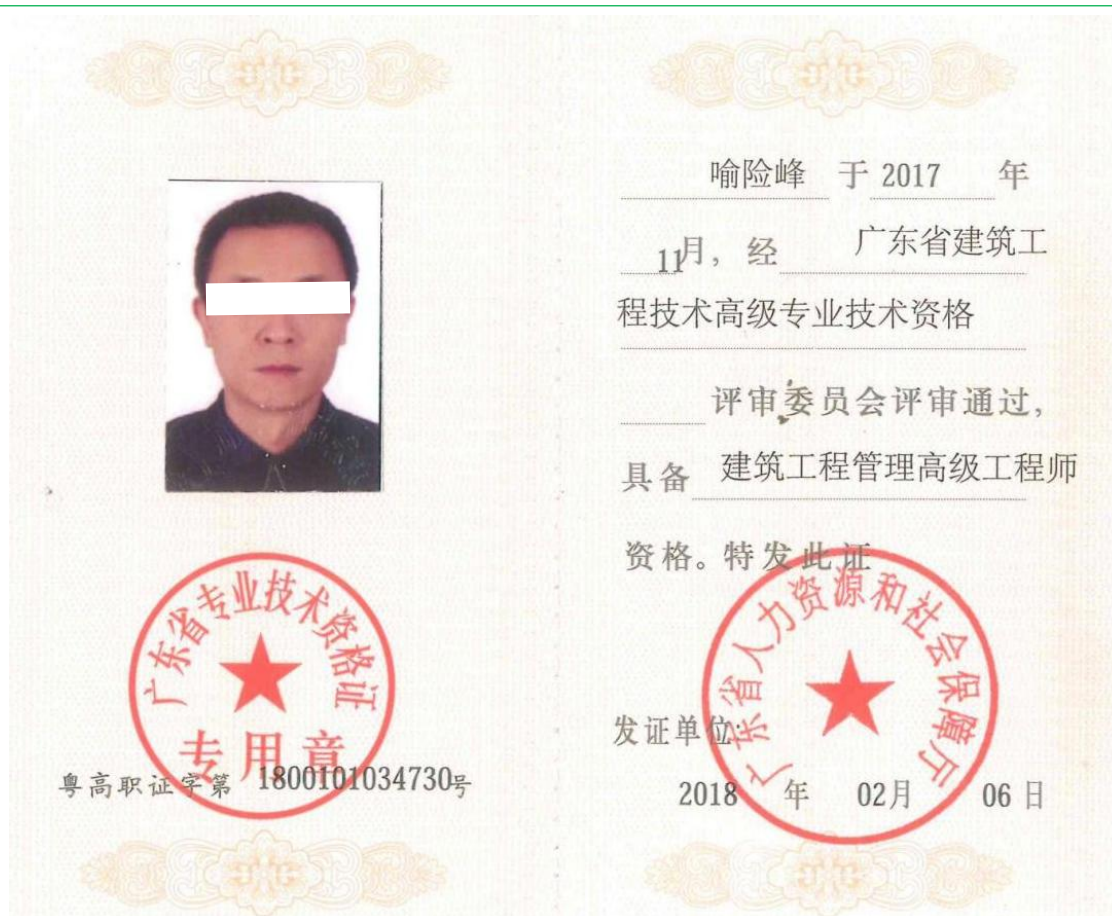 广东省专业技术资格证
专用章
粤高职证字第 1800101034730号
喻险峰 于 2017 年
11月，经 广东省建筑工
程技术高级专业技术资格
评审委员会评审通过，
具备 建筑工程管理高级工程师
资格。特发此证
广东省人力资源和社会保障厅
发证单位：
2018 年 02月 06 日